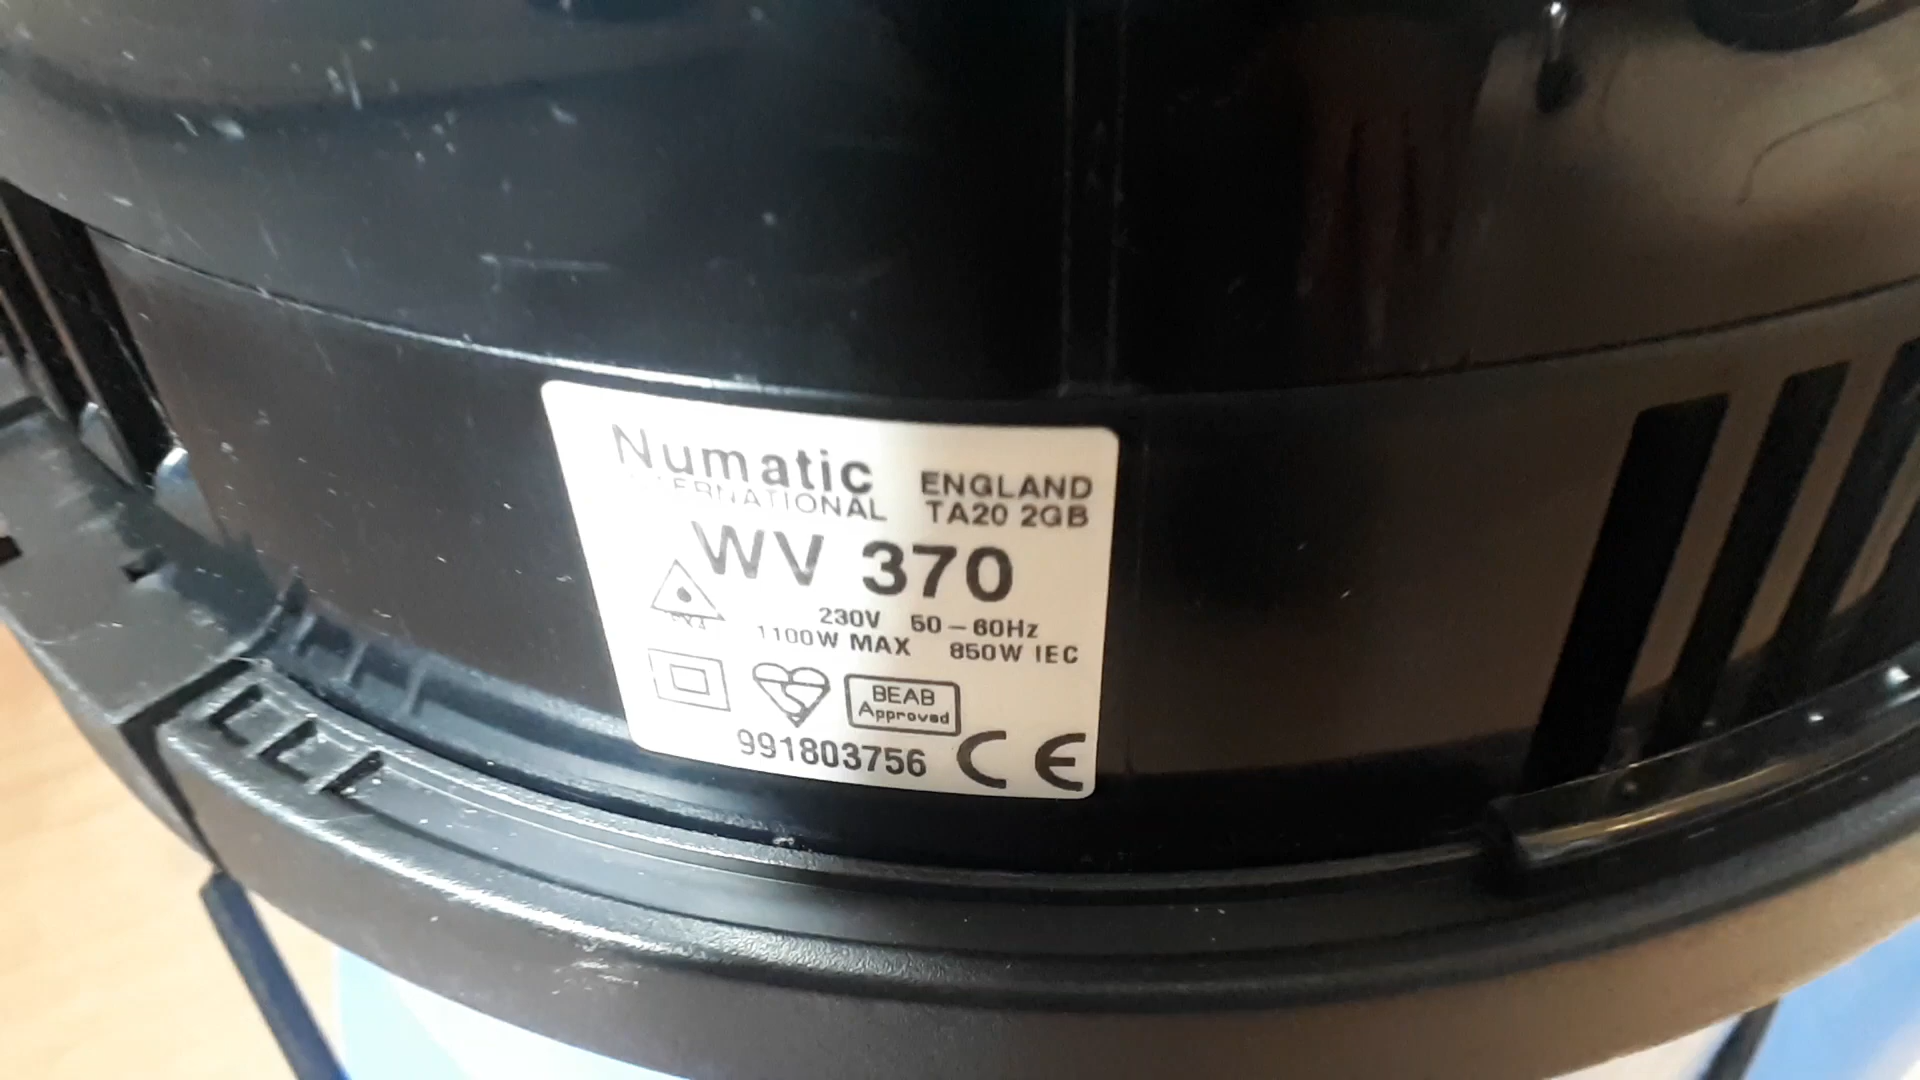 Numatic
INTERNATIONAL
ENGLAND
TA20 2GB
WV 370
230V 50-60Hz
1100W MAX 850W IEC
BEAB
Approved
991803756 CE